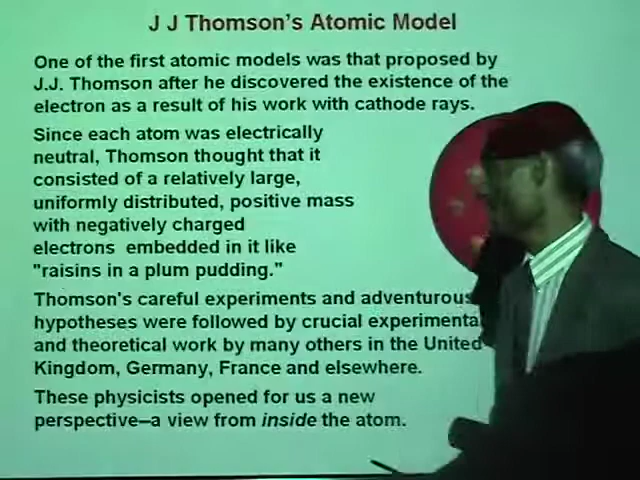 J J Thomson's Atomic Model
One of the first atomic models was that proposed by
J.J. Thomson after he discovered the existence of the
electron as a result of his work with cathode rays.
Since each atom was electrically
neutral, Thomson thought that it
consisted of a relatively large,
uniformly distributed, positive mass
with negatively charged
electrons embedded in it like
"raisins in a plum pudding."
Thomson's careful experiments and adventurous
hypotheses were followed by crucial experimenta
and theoretical work by many others in the United
Kingdom, Germany, France and elsewhere.
These physicists opened for us a new
perspective–a view from inside the atom.